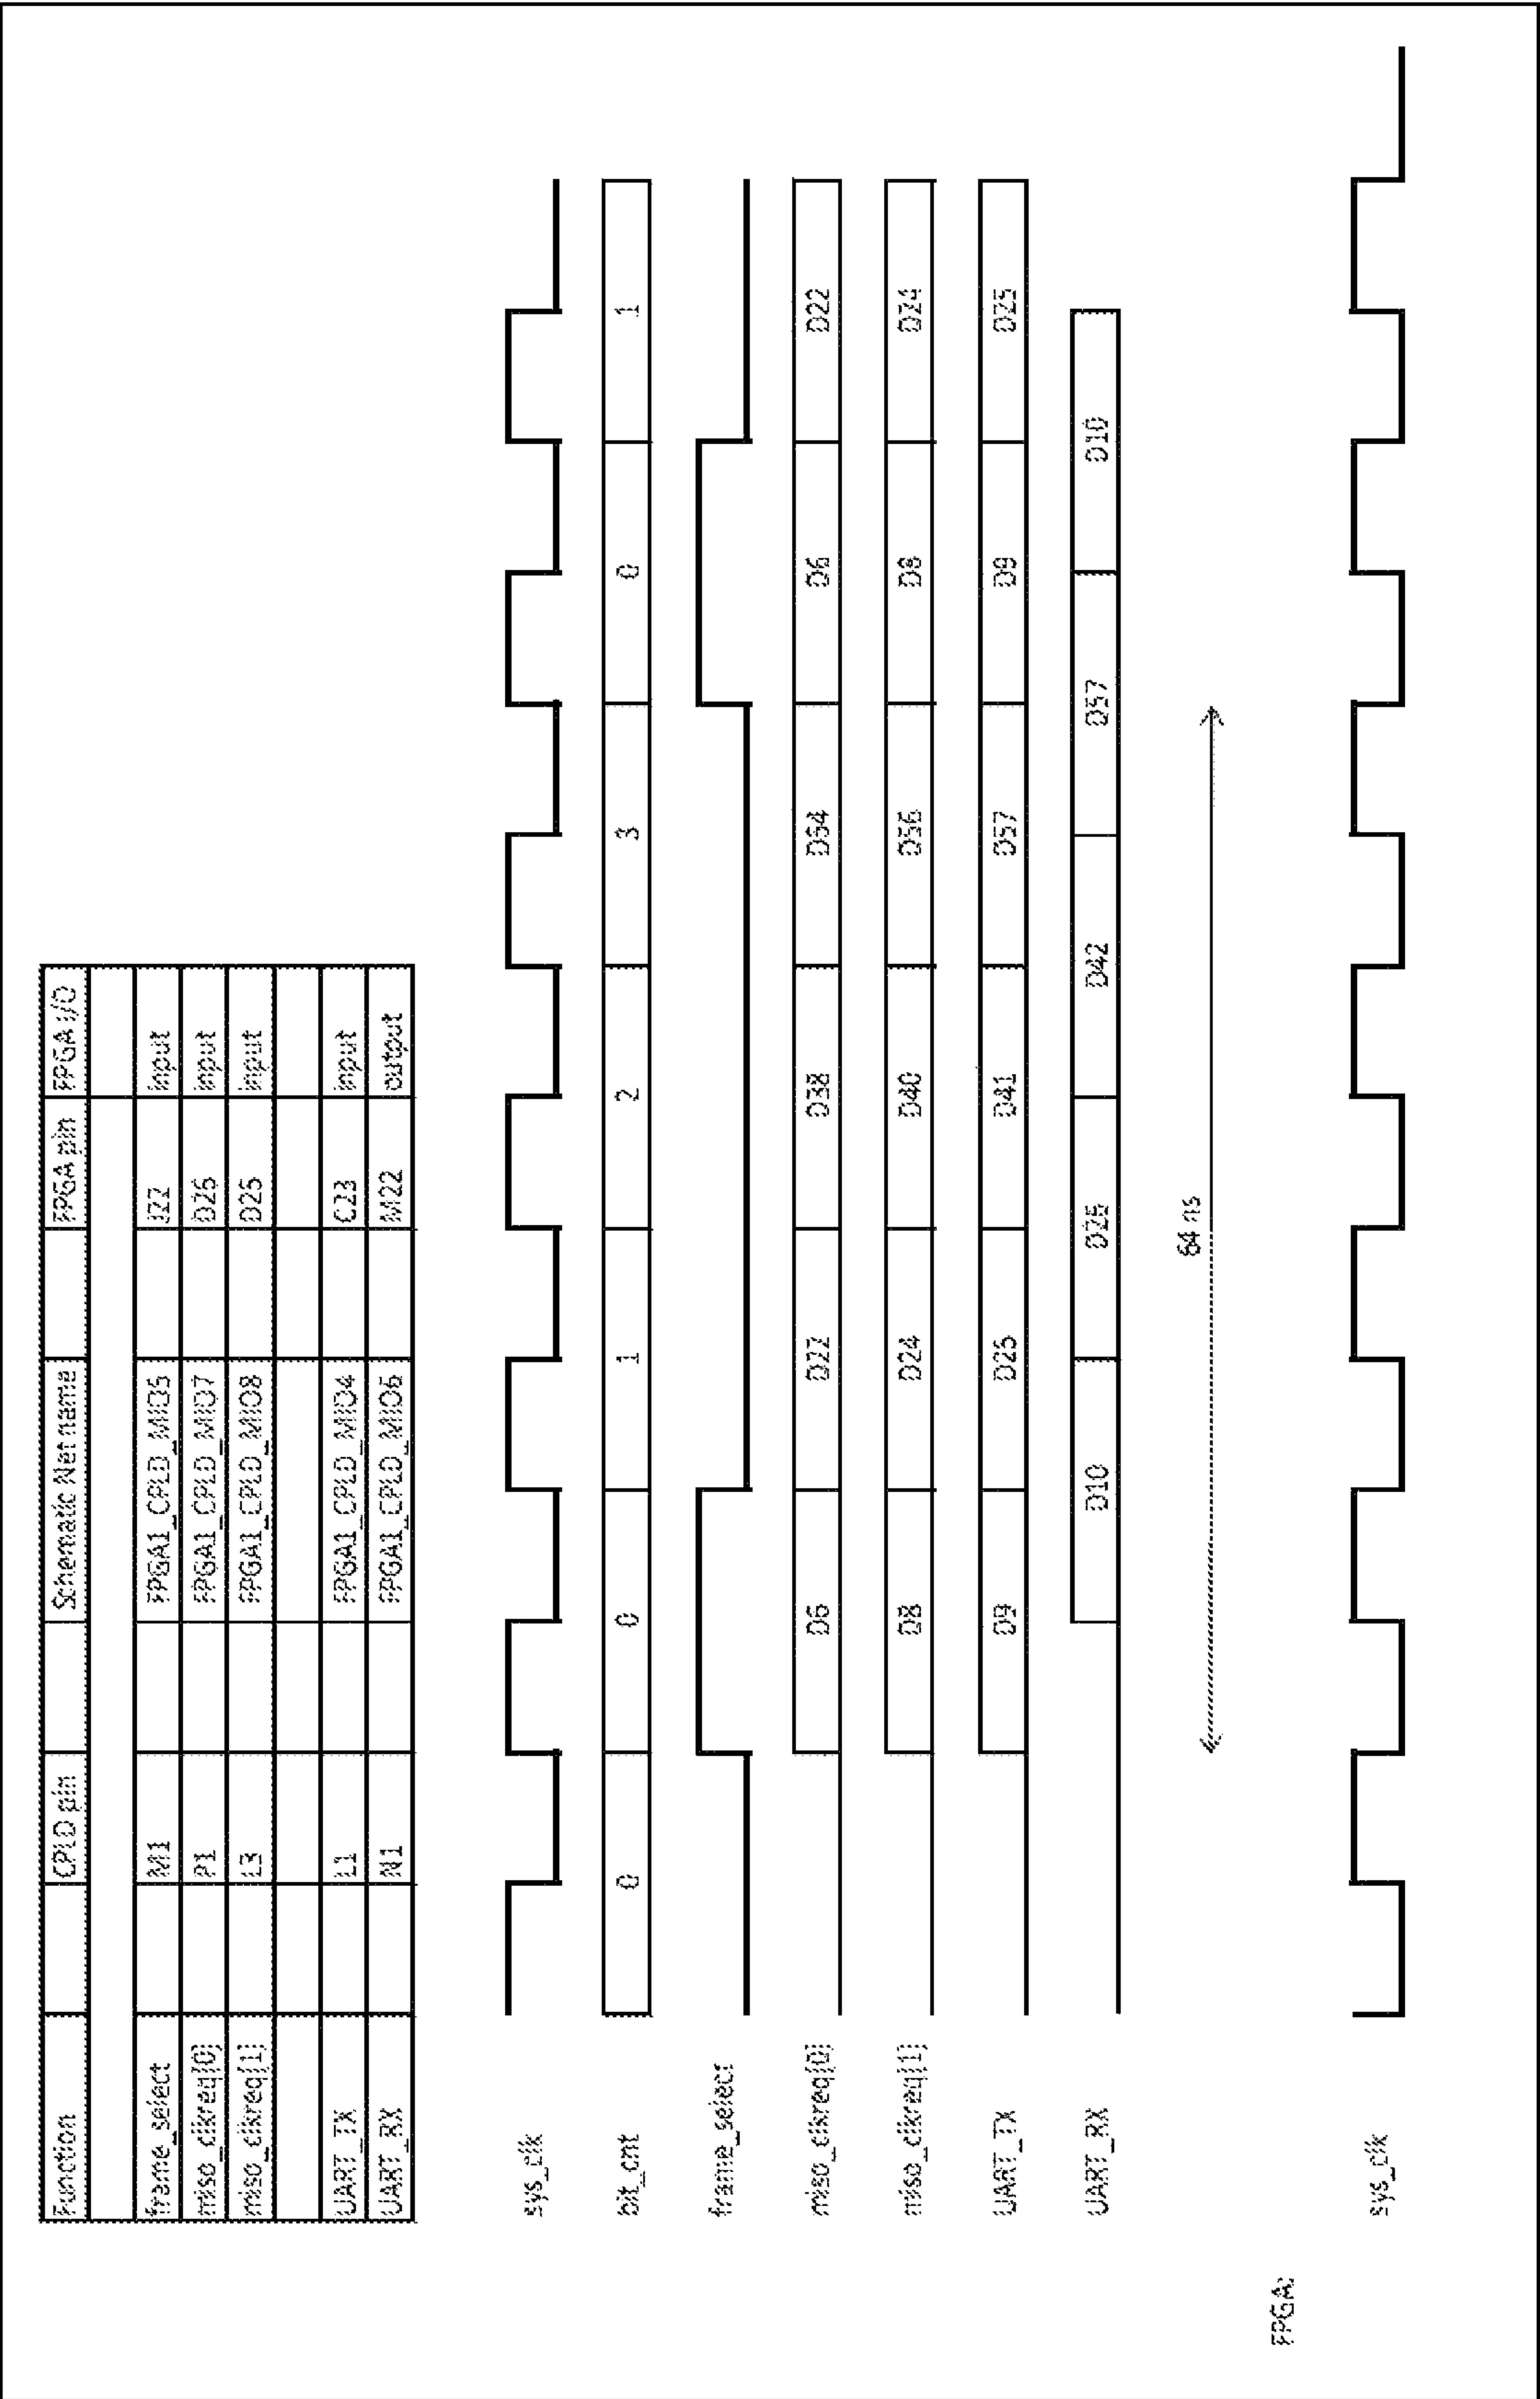 Function CPLD pin Schematic Net name FPGA pin FPGA I/O
frame_select M1 FPGA1_CPLD_MIO5 J22 input
miso_clkreq[0] P1 FPGA1_CPLD_MIO7 D26 input
miso_clkreq[1] L3 FPGA1_CPLD_MIO8 D25 input
UART_TX L1 FPGA1_CPLD_MIO4 C23 input
UART_RX N1 FPGA1_CPLD_MIO6 M22 output
sys_clk
bit_cnt 0 0 1 2 3 0 1
frame_select
miso_clkreq[0] D6 D22 D38 D54 D6 D22
miso_clkreq[1] D8 D24 D40 D56 D8 D24
UART_TX D9 D25 D41 D57 D9 D25
UART_RX D10 D26 D42 D57 D10
64 ns
FPGA:
sys_clk